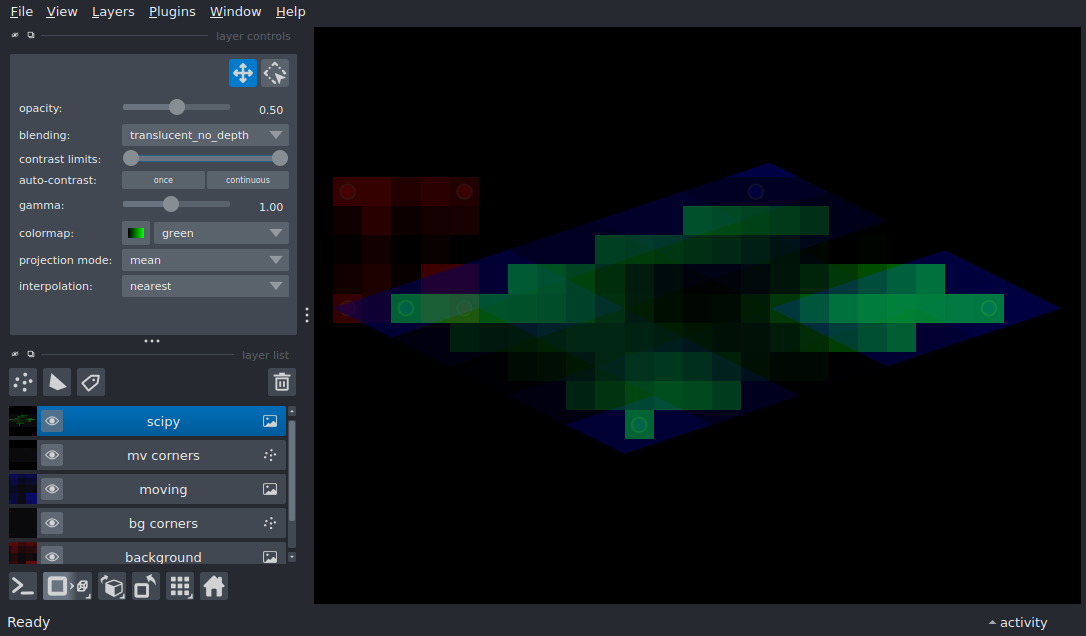 File View Layers Plugins Window Help
layer controls
opacity: 0.50
blending: translucent_no_depth
contrast limits:
auto-contrast: once continuous
gamma: 1.00
colormap: green
projection mode: mean
interpolation: nearest
layer list
scipy
mv corners
moving
bg corners
background
Ready activity